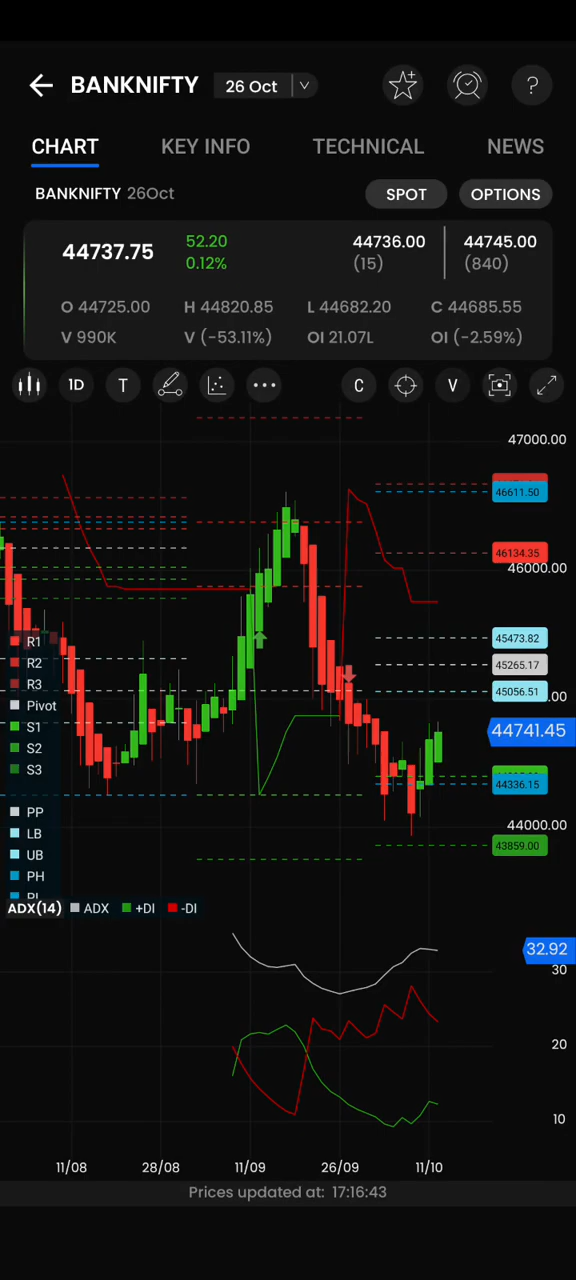 BANKNIFTY 26 Oct
?
CHART KEY INFO TECHNICAL NEWS
BANKNIFTY 26Oct SPOT OPTIONS
44737.75 52.20 44736.00 44745.00
0.12% (15) (840)
O 44725.00 H 44820.85 L 44682.20 C 44685.55
V 990K V (-53.11%) OI 21.07L OI (-2.59%)
1D T C V
47000.00
46611.50
46134.35
46000.00
45473.82
R1
45265.17
R2
45056.51
R3
.00
Pivot
S1
44741.45
S2
S3
44336.15
PP
44000.00
LB
43859.00
UB
PH
ADX(14) ADX +DI -DI
32.92
30
20
10
11/08 28/08 11/09 26/09 11/10
Prices updated at: 17:16:43